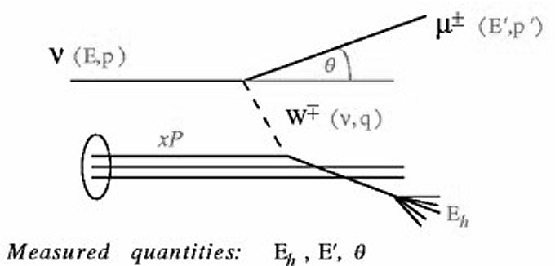 μ± (E′,p′)
ν (E,p)
θ
W∓ (ν,q)
xP
Eₕ
Measured quantities: Eₕ , E′, θ